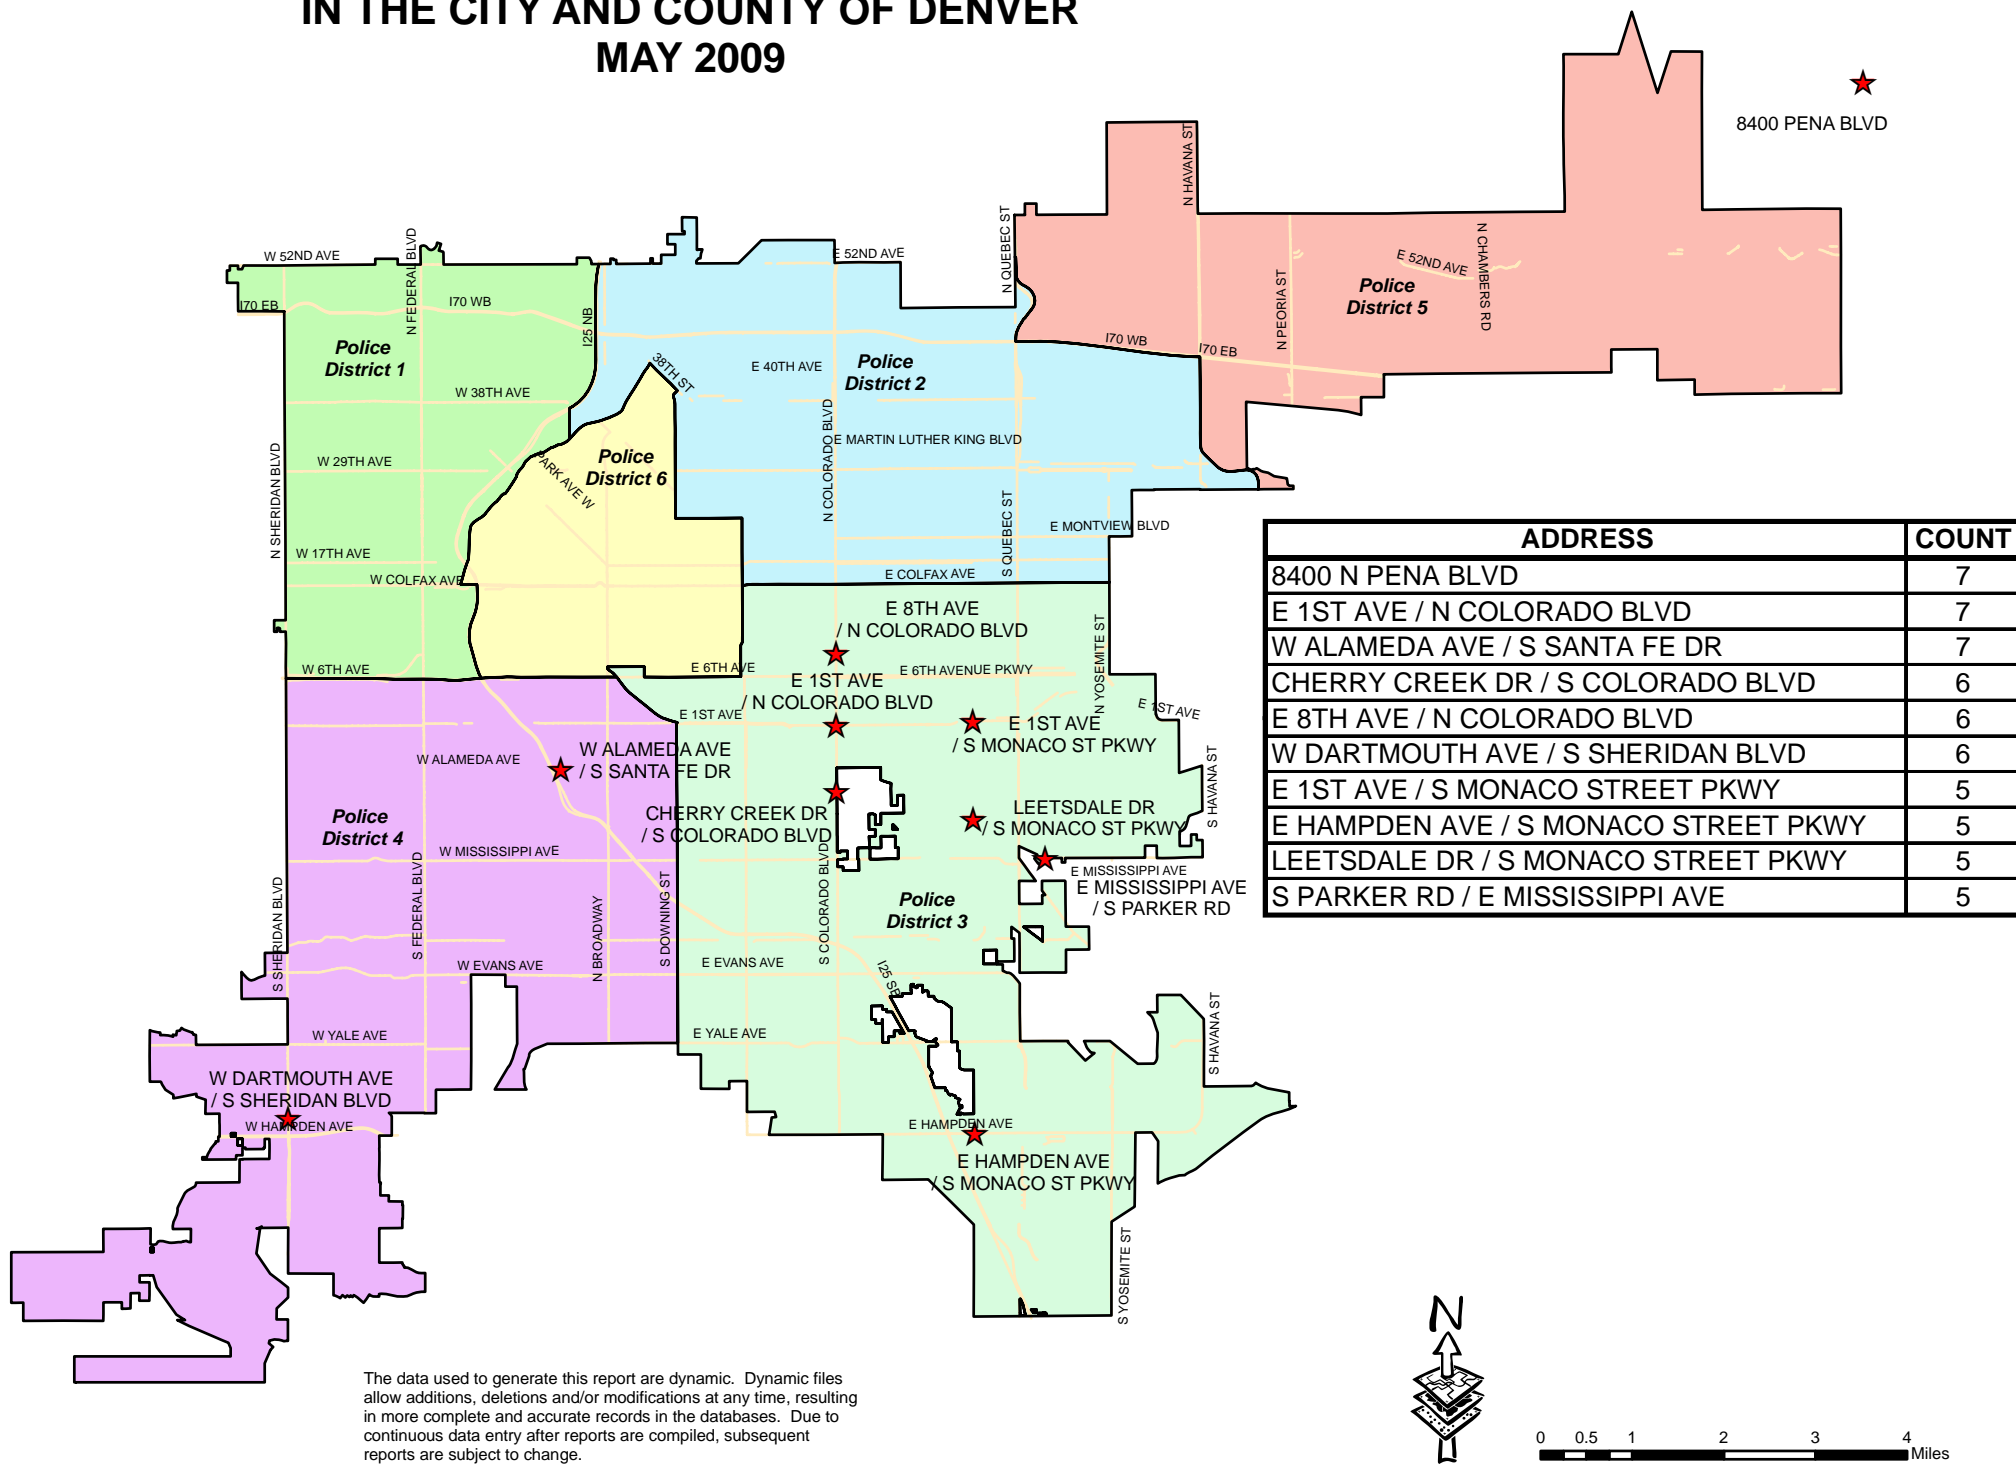 IN THE CITY AND COUNTY OF DENVER
MAY 2009
8400 PENA BLVD
N HAVANA ST
N QUEBEC ST
W 52ND AVE
N FEDERAL BLVD
E 52ND AVE
I70 EB
I70 WB
I25 NB
N PEORIA ST
E 52ND AVE
N CHAMBERS RD
Police
District 5
Police
District 1
38TH ST
E 40TH AVE
Police
District 2
I70 WB
I70 EB
W 38TH AVE
N COLORADO BLVD
E MARTIN LUTHER KING BLVD
N SHERIDAN BLVD
W 29TH AVE
PARK AVE W
Police
District 6
S QUEBEC ST
E MONTVIEW BLVD
W 17TH AVE
W COLFAX AVE
E COLFAX AVE
ADDRESS COUNT
8400 N PENA BLVD 7
E 1ST AVE / N COLORADO BLVD 7
W ALAMEDA AVE / S SANTA FE DR 7
CHERRY CREEK DR / S COLORADO BLVD 6
E 8TH AVE / N COLORADO BLVD 6
W DARTMOUTH AVE / S SHERIDAN BLVD 6
E 1ST AVE / S MONACO STREET PKWY 5
E HAMPDEN AVE / S MONACO STREET PKWY 5
LEETSDALE DR / S MONACO STREET PKWY 5
S PARKER RD / E MISSISSIPPI AVE 5
E 8TH AVE
/ N COLORADO BLVD
N YOSEMITE ST
W 6TH AVE
E 6TH AVE
E 6TH AVENUE PKWY
E 1ST AVE
/ N COLORADO BLVD
E 1ST AVE
E 1ST AVE
/ S MONACO ST PKWY
E 1ST AVE
W ALAMEDA AVE
W ALAMEDA AVE
/ S SANTA FE DR
S HAVANA ST
CHERRY CREEK DR
/ S COLORADO BLVD
LEETSDALE DR
/ S MONACO ST PKWY
Police
District 4
W MISSISSIPPI AVE
E MISSISSIPPI AVE
E MISSISSIPPI AVE
/ S PARKER RD
S SHERIDAN BLVD
S FEDERAL BLVD
N BROADWAY
S DOWNING ST
S COLORADO BLVD
Police
District 3
W EVANS AVE
E EVANS AVE
I25 SB
W YALE AVE
E YALE AVE
S HAVANA ST
W DARTMOUTH AVE
/ S SHERIDAN BLVD
W HAMPDEN AVE
E HAMPDEN AVE
E HAMPDEN AVE
/ S MONACO ST PKWY
S YOSEMITE ST
The data used to generate this report are dynamic. Dynamic files
allow additions, deletions and/or modifications at any time, resulting
in more complete and accurate records in the databases. Due to
continuous data entry after reports are compiled, subsequent
reports are subject to change.
N
0 0.5 1 2 3 4
Miles